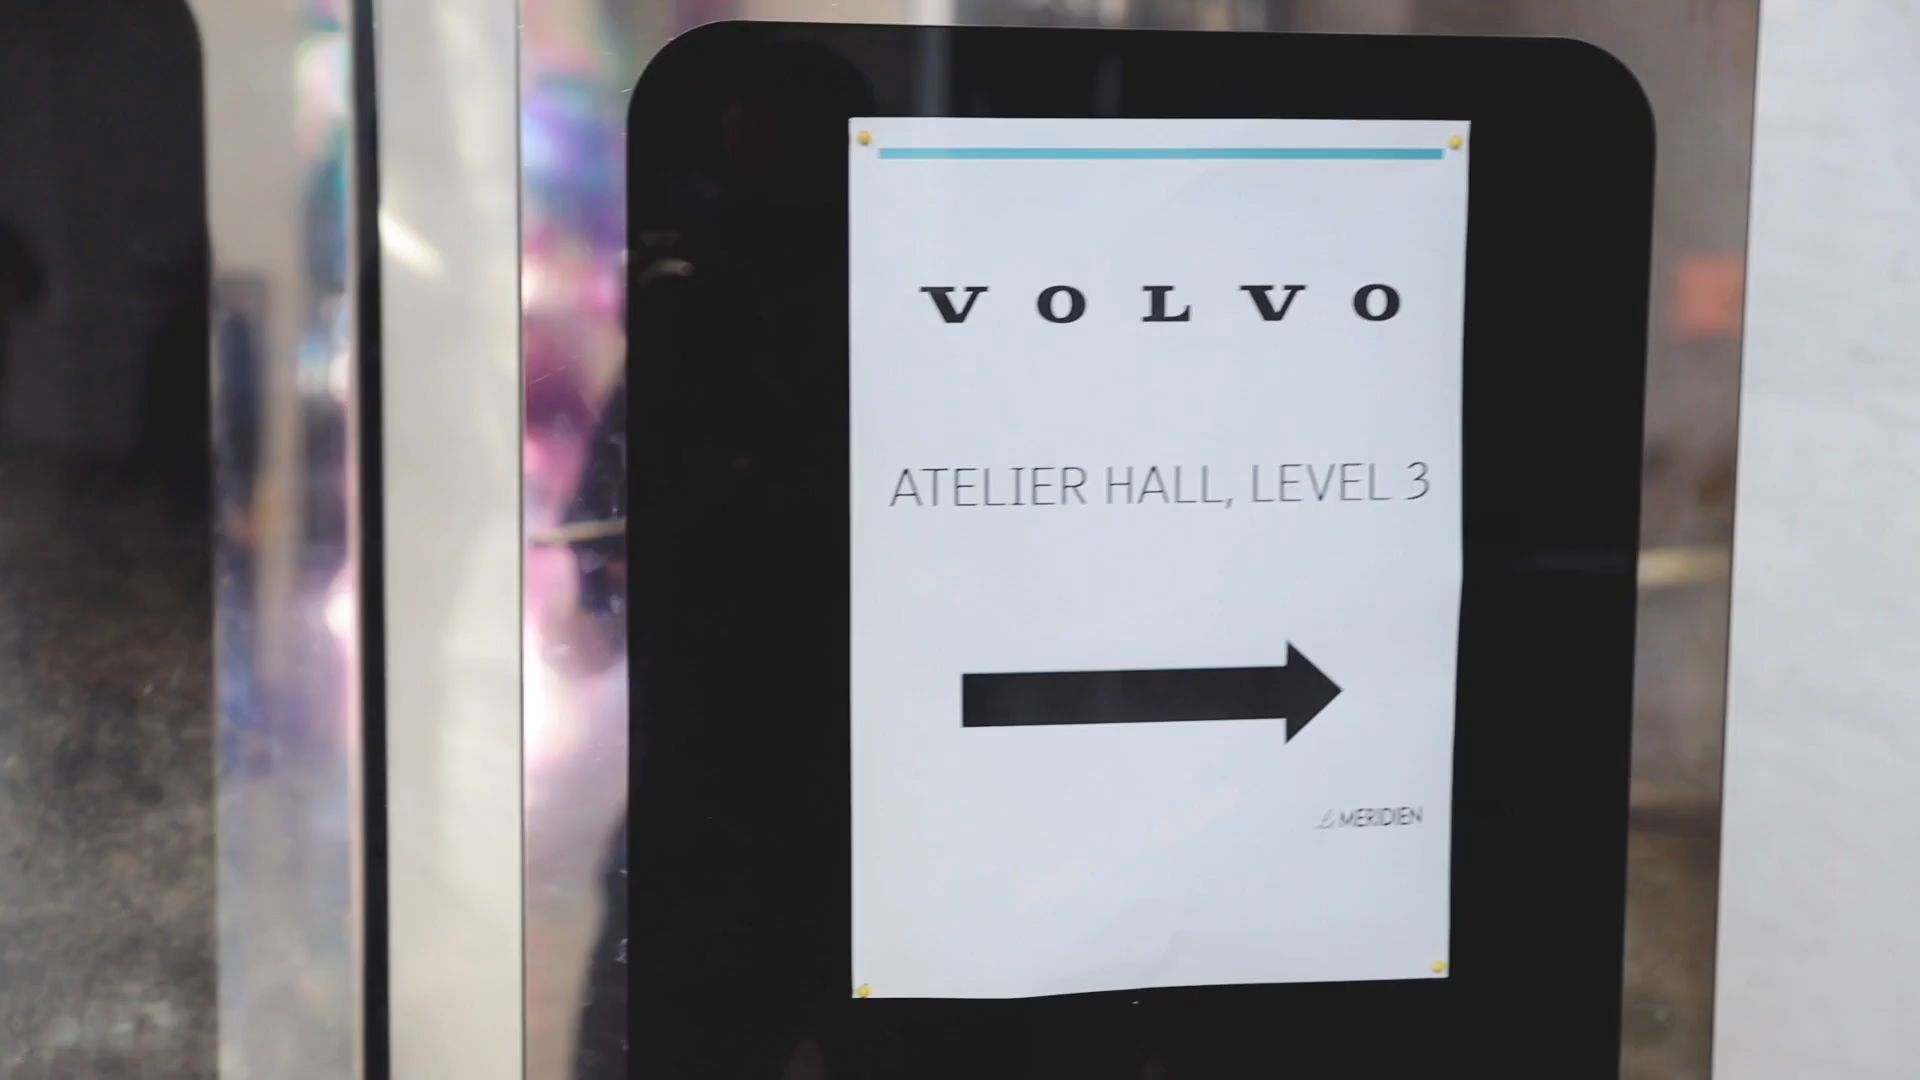 VOLVO
ATELIER HALL, LEVEL 3
MERIDIEN